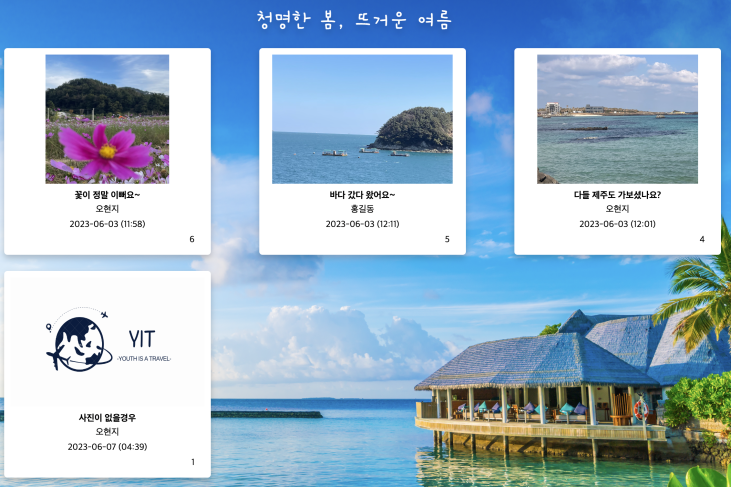 청명한 봄, 뜨거운 여름
꽃이 정말 이뻐요~
오현지
2023-06-03 (11:58)
6
바다 갔다 왔어요~
홍길동
2023-06-03 (12:11)
5
다들 제주도 가보셨나요?
오현지
2023-06-03 (12:01)
4
YIT
-YOUTH IS A TRAVEL-
사진이 없을경우
오현지
2023-06-07 (04:39)
1